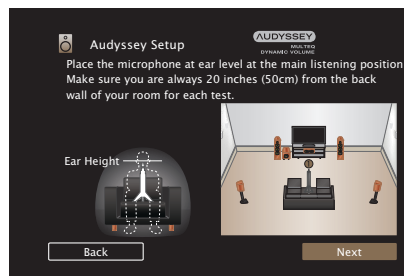 Audyssey Setup
AUDYSSEY
MULTEQ
DYNAMIC VOLUME
Place the microphone at ear level at the main listening position
Make sure you are always 20 inches (50cm) from the back
wall of your room for each test.
Ear Height
Back
Next